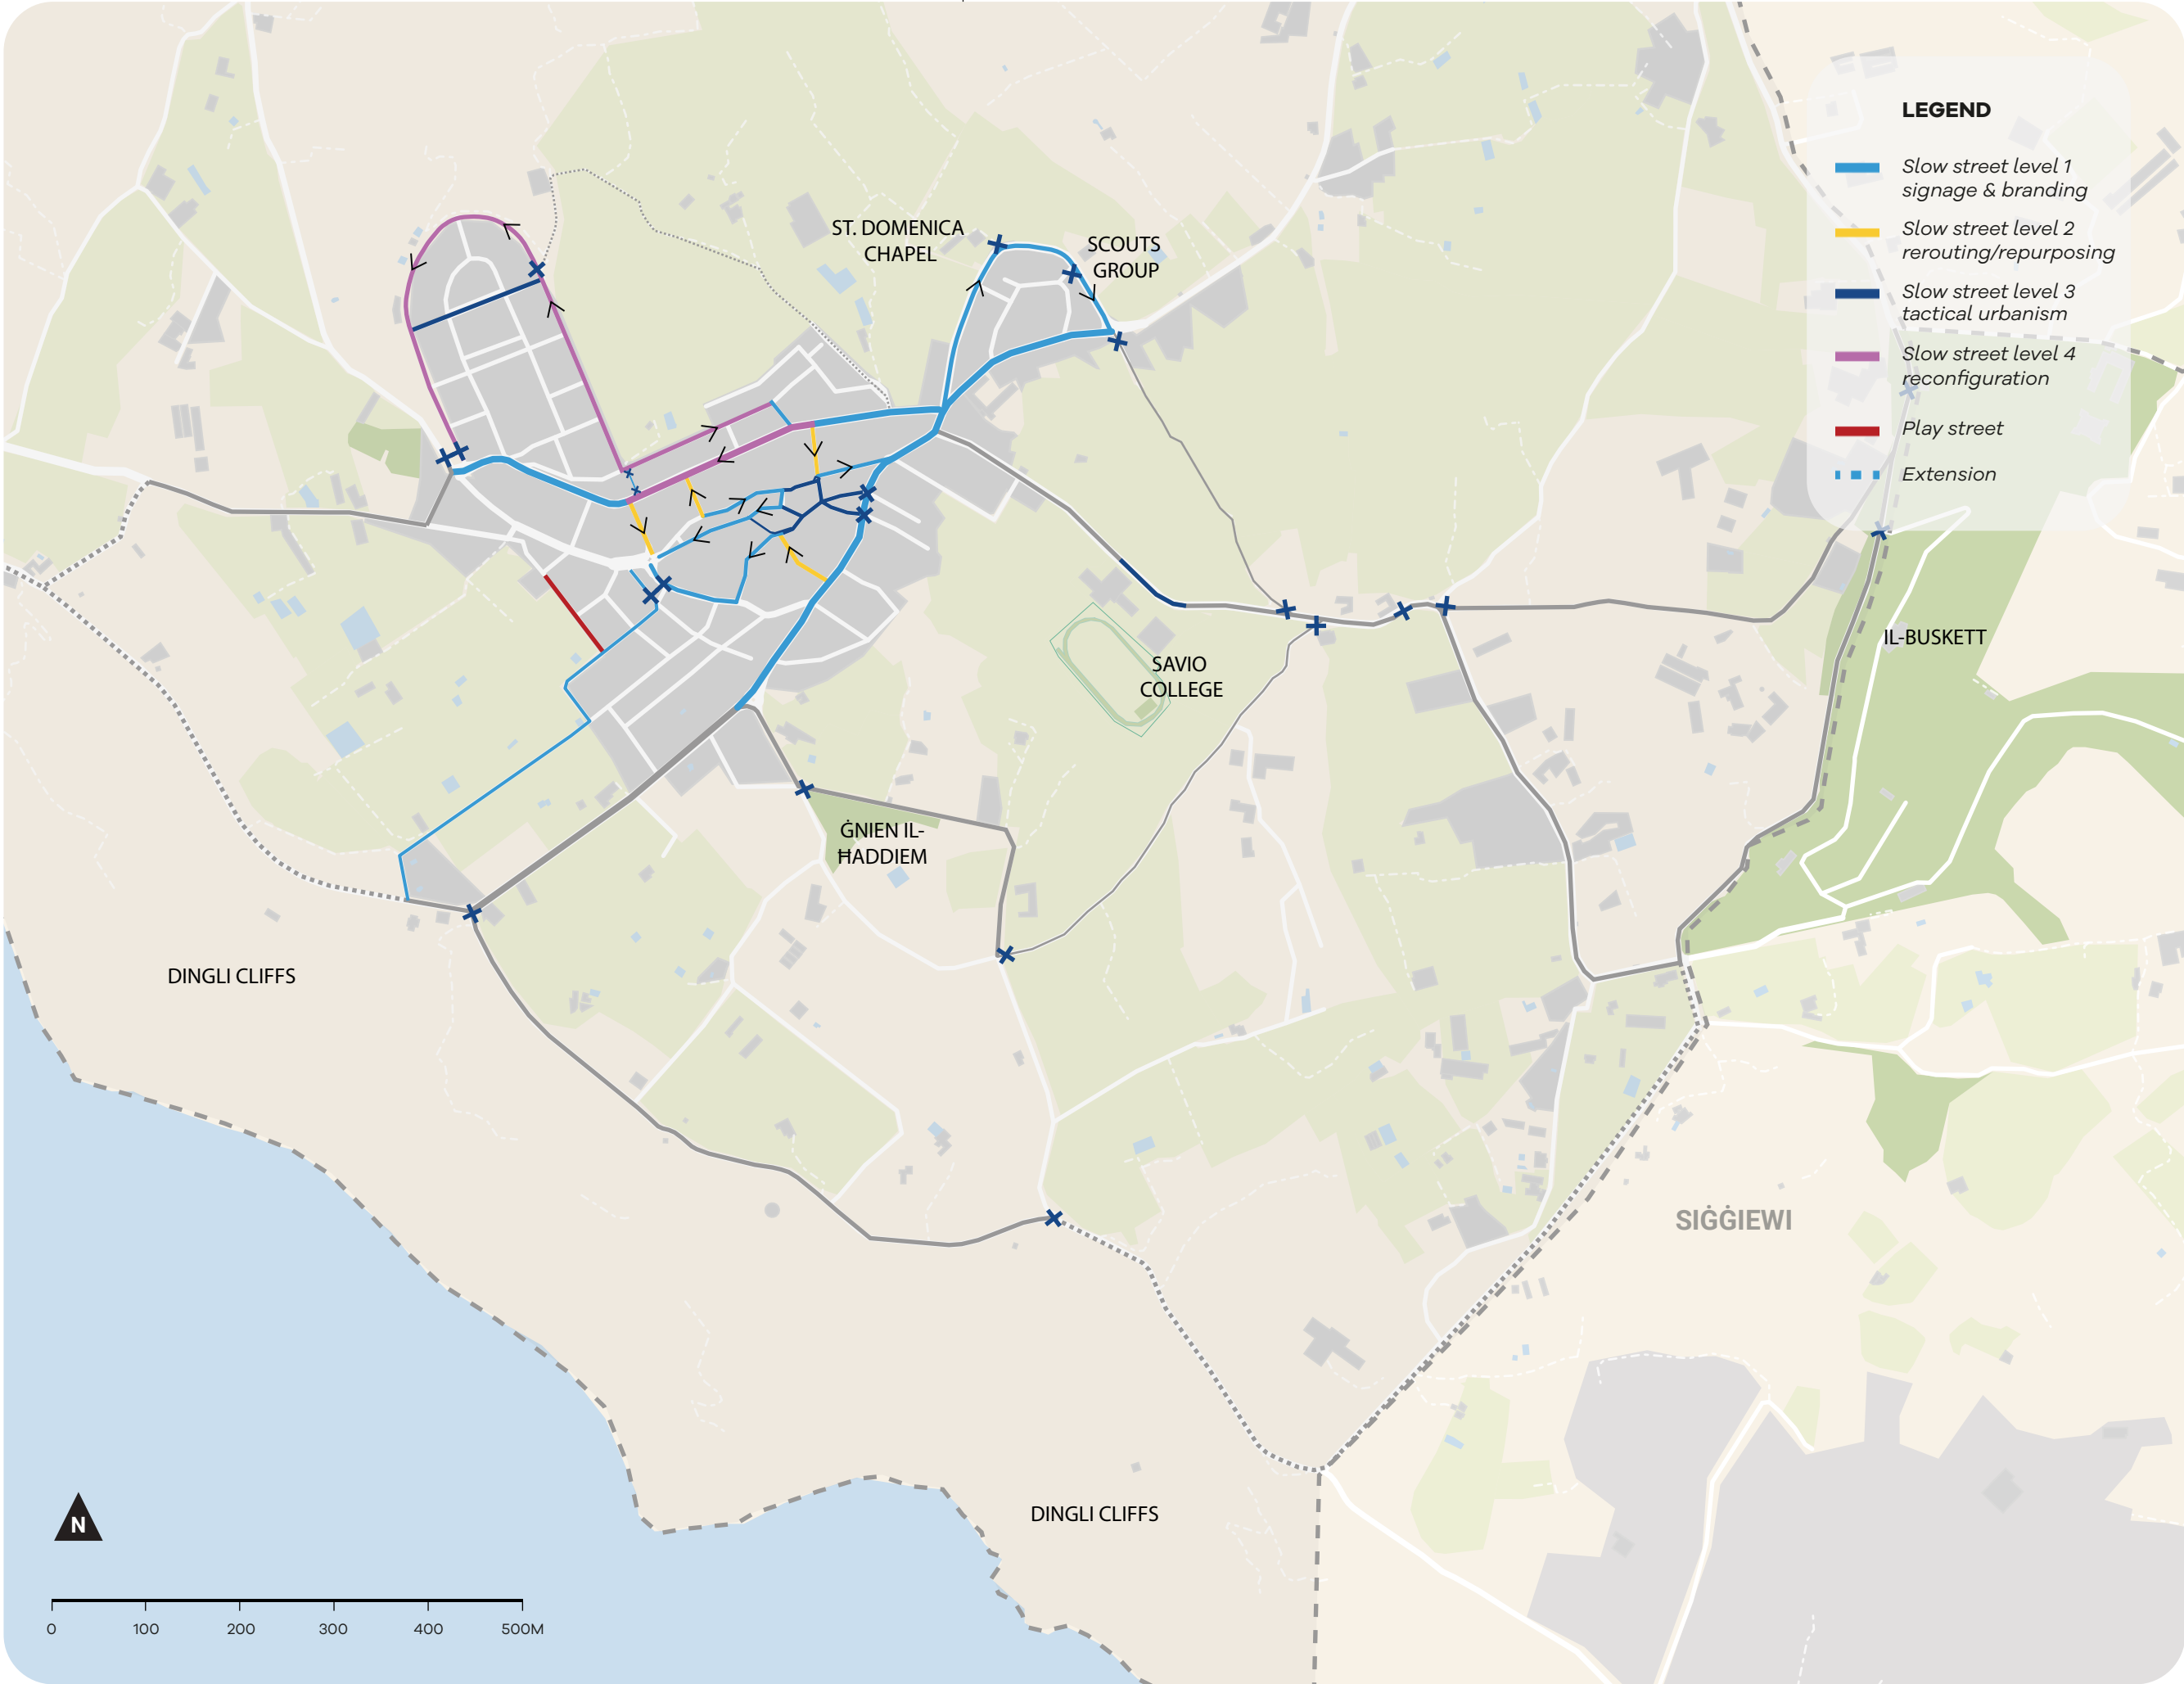 LEGEND
Slow street level 1
signage & branding
Slow street level 2
rerouting/repurposing
Slow street level 3
tactical urbanism
Slow street level 4
reconfiguration
Play street
Extension
ST. DOMENICA
CHAPEL
SCOUTS
GROUP
IL-BUSKETT
SAVIO
COLLEGE
ĠNIEN IL-
ĦADDIEM
DINGLI CLIFFS
SIĠĠIEWI
DINGLI CLIFFS
N
0 100 200 300 400 500M